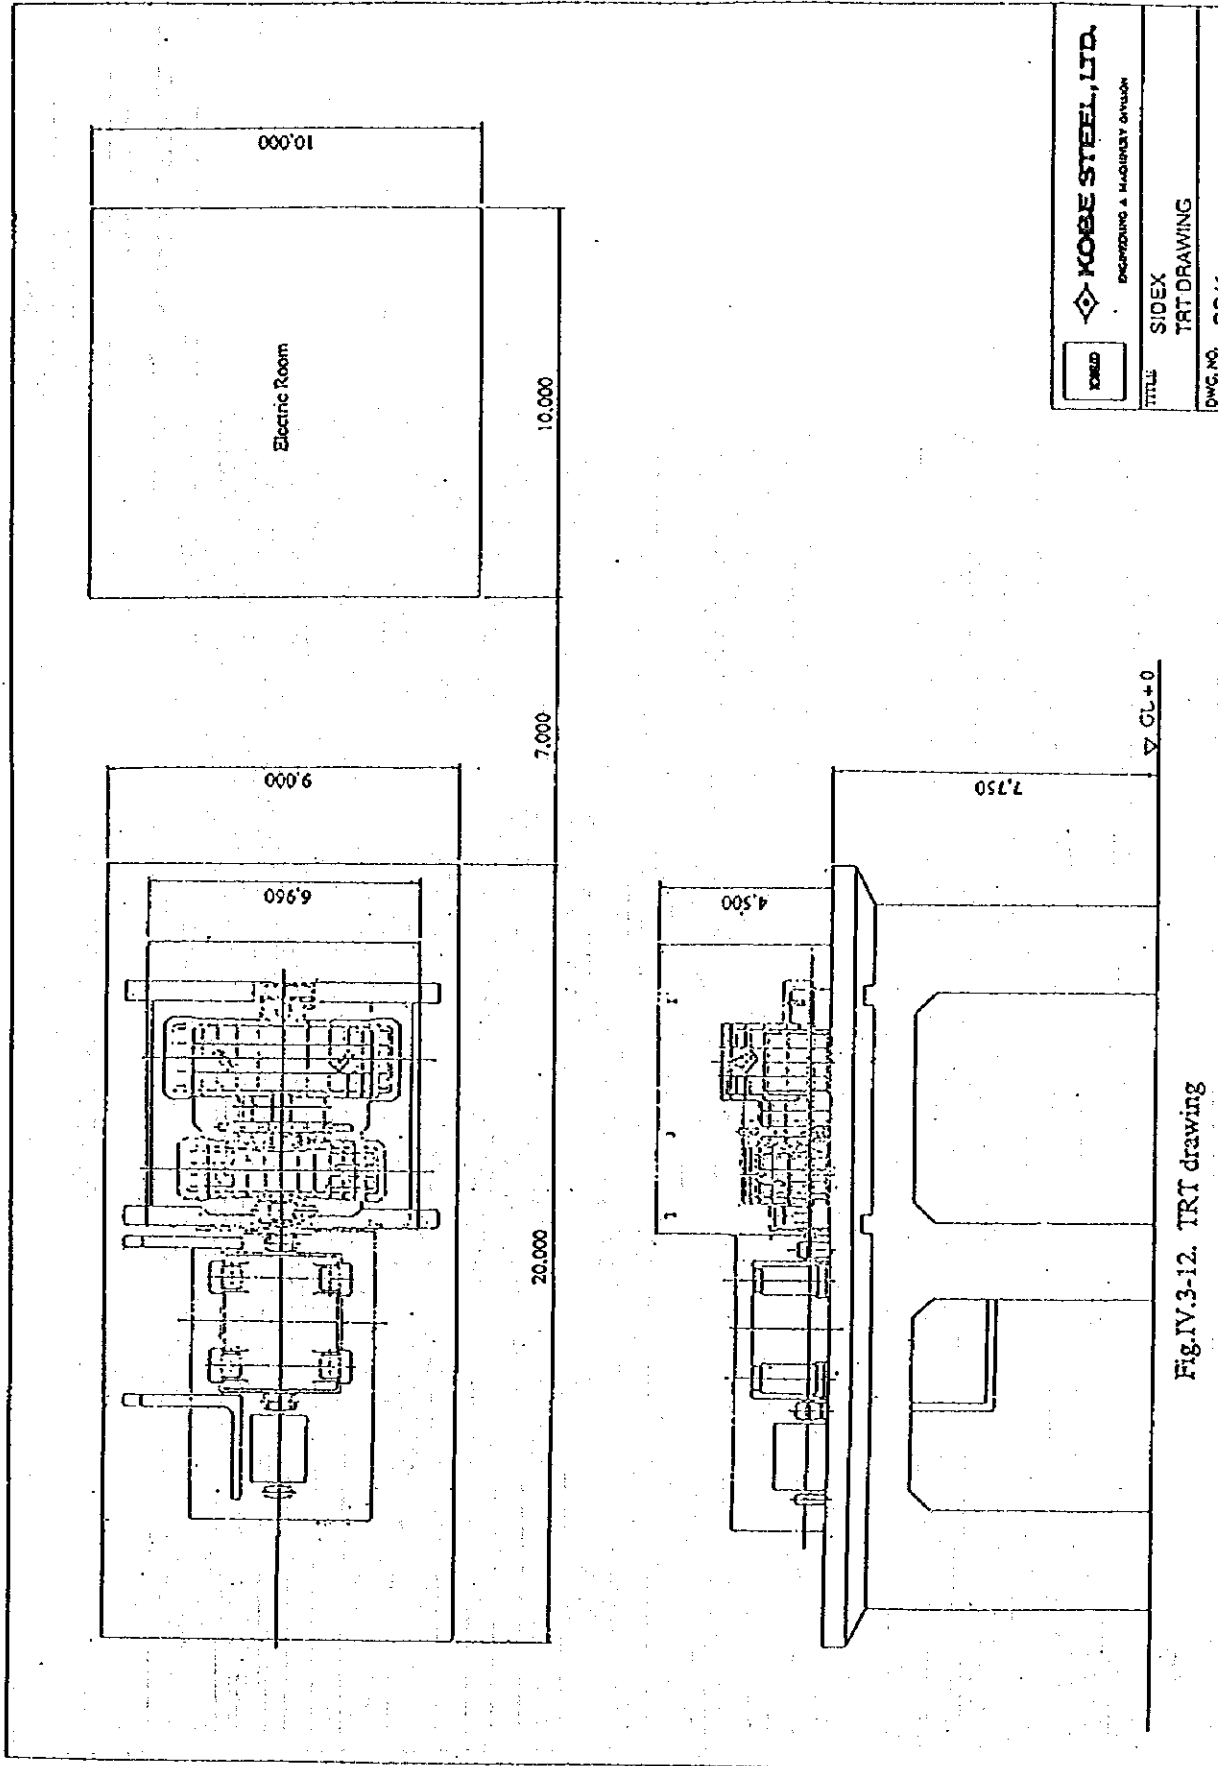 10,000
Electric Room
10,000
7,000
9,000
6,960
20,000
4,500
7,750
▽ GL+0
KOBE STEEL, LTD.
ENGINEERING & MACHINERY DIVISION
TITLE
SIDEX
TRT DRAWING
DWG. NO.
Fig.IV.3-12. TRT drawing